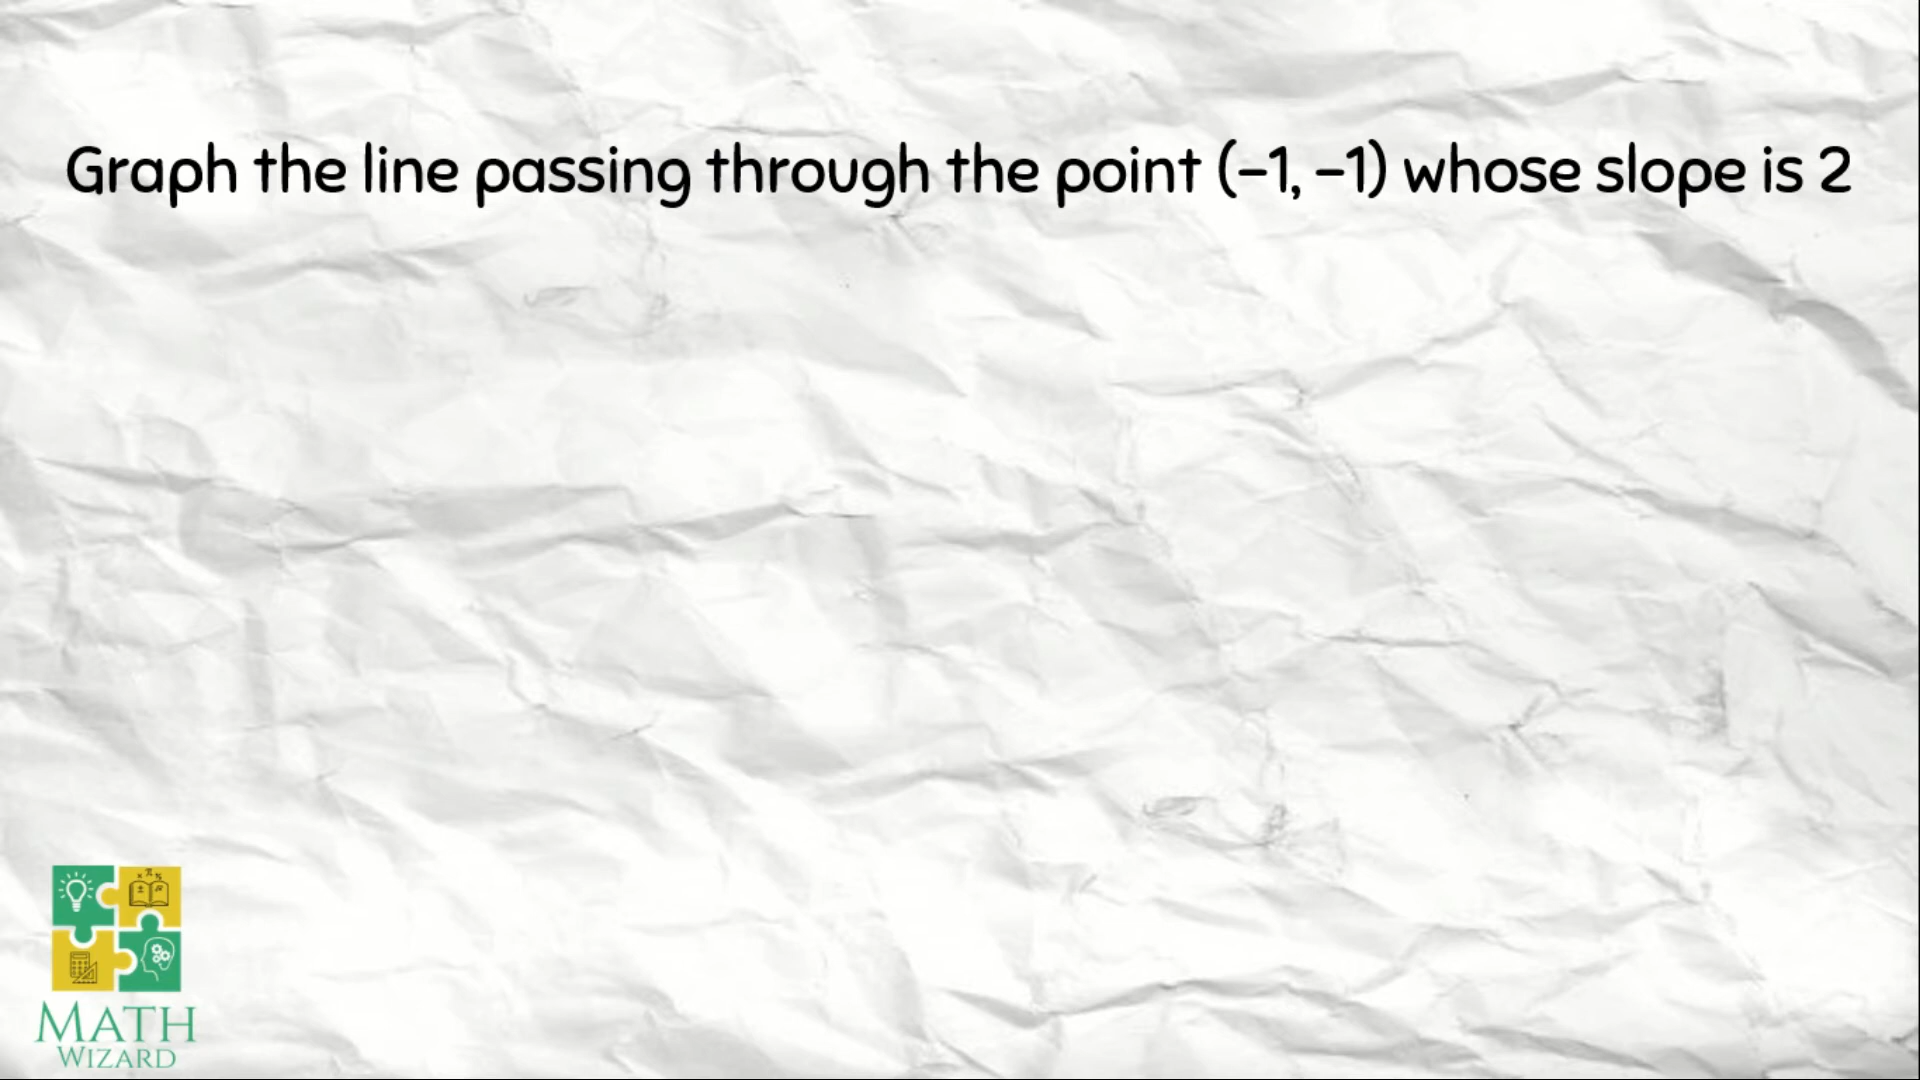 Graph the line passing through the point (-1, -1) whose slope is 2
MATH
WIZARD